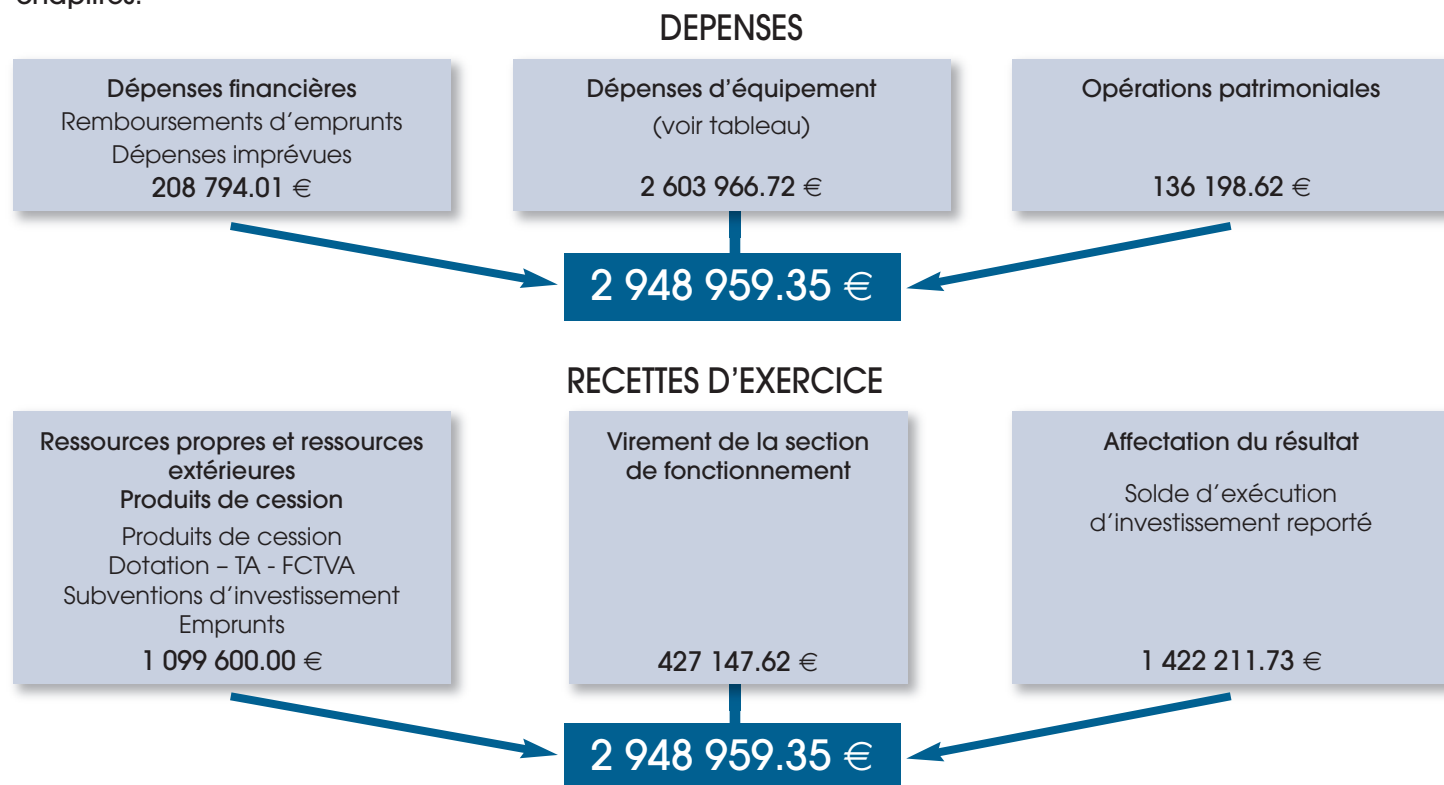 chapitres.
DEPENSES
Dépenses financières
Remboursements d'emprunts
Dépenses imprévues
208 794.01 €
Dépenses d'équipement
(voir tableau)
2 603 966.72 €
Opérations patrimoniales
136 198.62 €
2 948 959.35 €
RECETTES D'EXERCICE
Ressources propres et ressources
extérieures
Produits de cession
Produits de cession
Dotation – TA - FCTVA
Subventions d'investissement
Emprunts
1 099 600.00 €
Virement de la section
de fonctionnement
427 147.62 €
Affectation du résultat
Solde d'exécution
d'investissement reporté
1 422 211.73 €
2 948 959.35 €